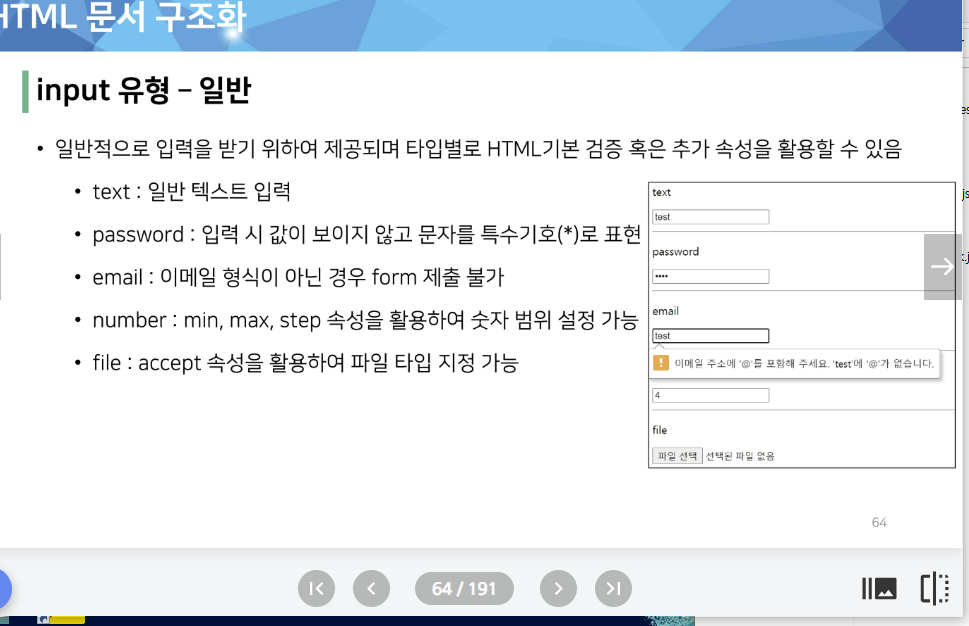 HTML 문서 구조화
input 유형 – 일반
• 일반적으로 입력을 받기 위하여 제공되며 타입별로 HTML기본 검증 혹은 추가 속성을 활용할 수 있음
• text : 일반 텍스트 입력
• password : 입력 시 값이 보이지 않고 문자를 특수기호(*)로 표현
• email : 이메일 형식이 아닌 경우 form 제출 불가
• number : min, max, step 속성을 활용하여 숫자 범위 설정 가능
• file : accept 속성을 활용하여 파일 타입 지정 가능
text
test
password
••••
email
test
! 이메일 주소에 '@'를 포함해 주세요. 'test'에 '@'가 없습니다.
4
file
파일 선택 선택된 파일 없음
64
64 / 191